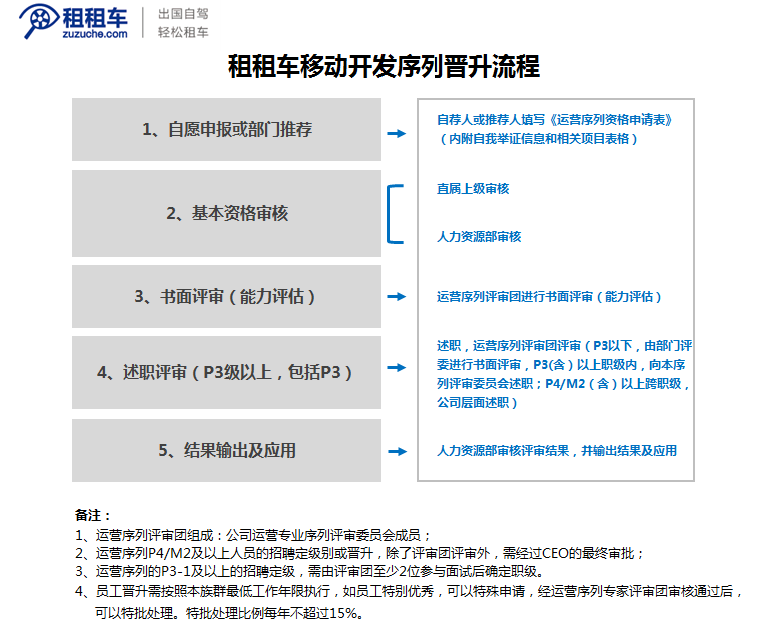 租租车
zuzuche.com
出国自驾
轻松租车
租租车移动开发序列晋升流程
1、自愿申报或部门推荐
自荐人或推荐人填写《运营序列资格申请表》
（内附自我举证信息和相关项目表格）
2、基本资格审核
直属上级审核
人力资源部审核
3、书面评审（能力评估）
运营序列评审团进行书面评审（能力评估）
4、述职评审（P3级以上，包括P3）
述职，运营序列评审团评审（P3以下，由部门评
委进行书面评审，P3(含）以上职级内，向本序
列评审委员会述职；P4/M2（含）以上跨职级，
公司层面述职）
5、结果输出及应用
人力资源部审核评审结果，并输出结果及应用
备注：
1、运营序列评审团组成：公司运营专业序列评审委员会成员；
2、运营序列P4/M2及以上人员的招聘定级别或晋升，除了评审团评审外，需经过CEO的最终审批；
3、运营序列的P3-1及以上的招聘定级，需由评审团至少2位参与面试后确定职级。
4、员工晋升需按照本族群最低工作年限执行，如员工特别优秀，可以特殊申请，经运营序列专家评审团审核通过后，
可以特批处理。特批处理比例每年不超过15%。